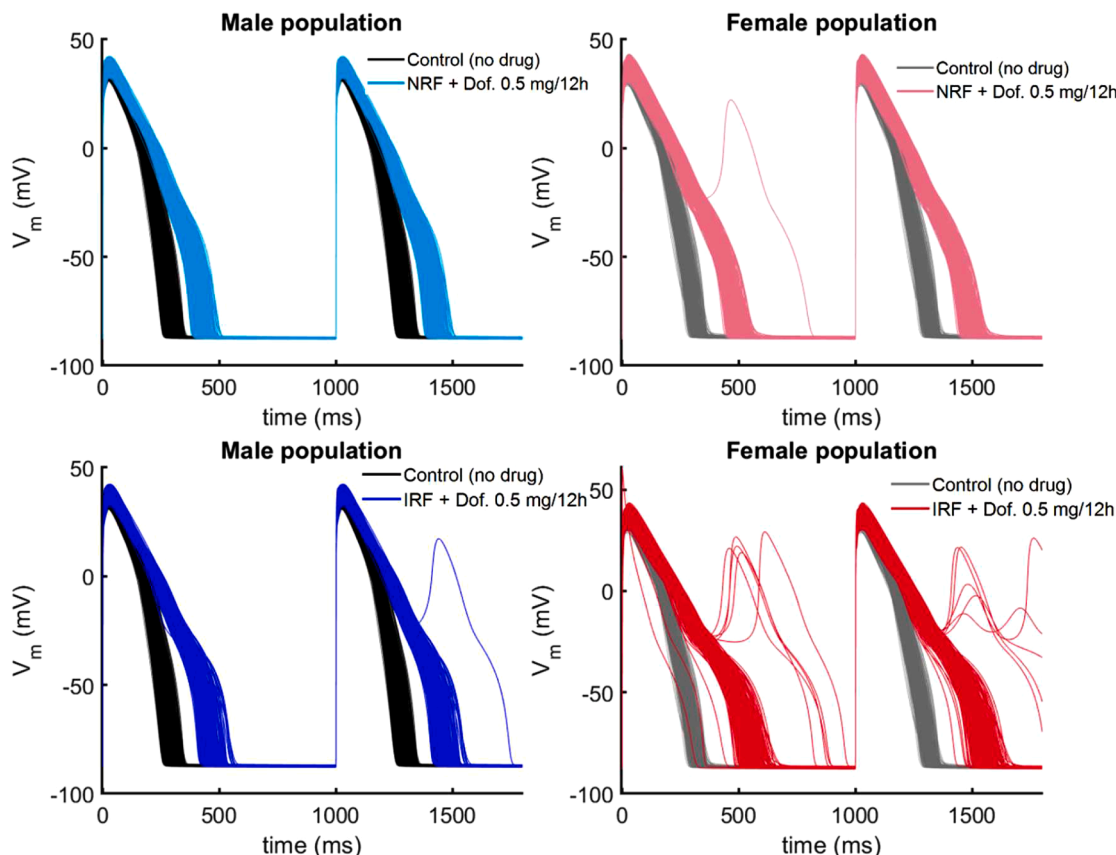 Male population
Control (no drug)
NRF + Dof. 0.5 mg/12h
50
0
-50
-100
V_m (mV)
0
500
1000
1500
time (ms)
Female population
Control (no drug)
NRF + Dof. 0.5 mg/12h
50
0
-50
-100
V_m (mV)
0
500
1000
1500
time (ms)
Male population
Control (no drug)
IRF + Dof. 0.5 mg/12h
50
0
-50
-100
V_m (mV)
0
500
1000
1500
time (ms)
Female population
Control (no drug)
IRF + Dof. 0.5 mg/12h
50
0
-50
-100
V_m (mV)
0
500
1000
1500
time (ms)